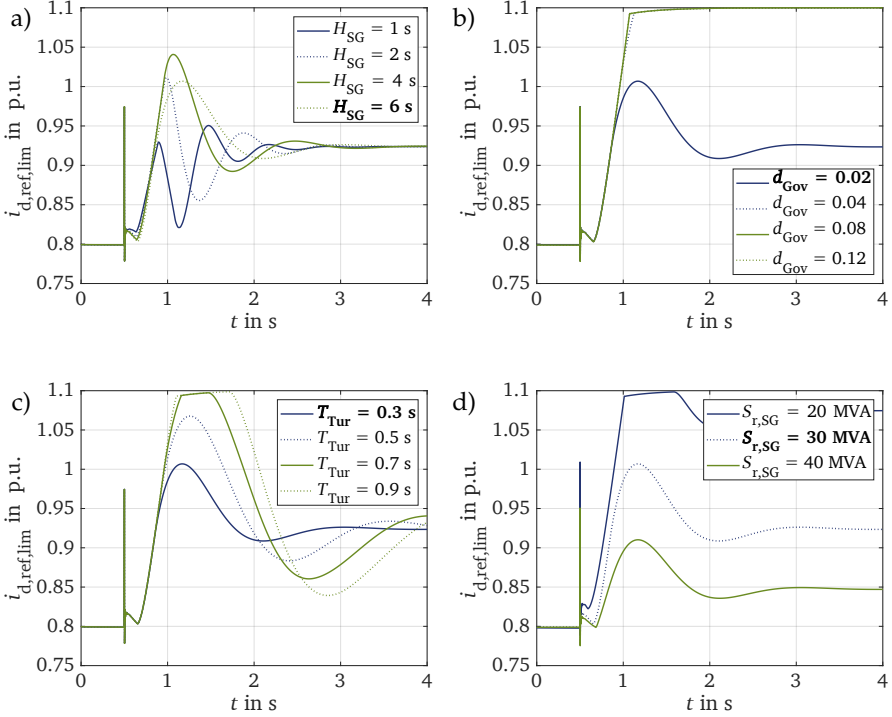 a)
1.1
1.05
1
0.95
0.9
0.85
0.8
0.75
i_d,ref,lim in p.u.
H_SG = 1 s
H_SG = 2 s
H_SG = 4 s
H_SG = 6 s
0 1 2 3 4
t in s
b)
1.1
1.05
1
0.95
0.9
0.85
0.8
0.75
i_d,ref,lim in p.u.
d_Gov = 0.02
d_Gov = 0.04
d_Gov = 0.08
d_Gov = 0.12
0 1 2 3 4
t in s
c)
1.1
1.05
1
0.95
0.9
0.85
0.8
0.75
i_d,ref,lim in p.u.
T_Tur = 0.3 s
T_Tur = 0.5 s
T_Tur = 0.7 s
T_Tur = 0.9 s
0 1 2 3 4
t in s
d)
1.1
1.05
1
0.95
0.9
0.85
0.8
0.75
i_d,ref,lim in p.u.
S_r,SG = 20 MVA
S_r,SG = 30 MVA
S_r,SG = 40 MVA
0 1 2 3 4
t in s